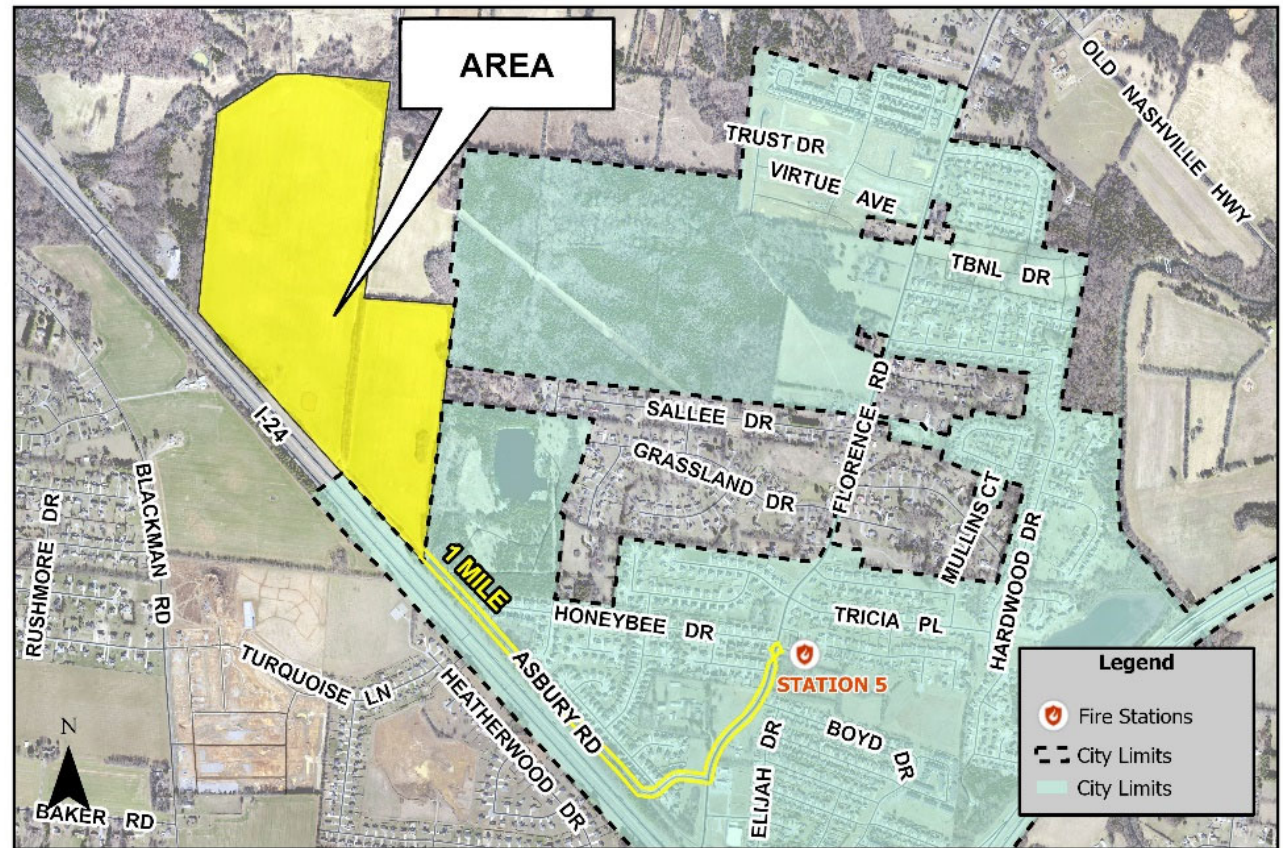 AREA
OLD NASHVILLE HWY
TRUST DR
VIRTUE AVE
TBNL DR
I-24
SALLEE DR
FLORENCE RD
GRASSLAND DR
MULLINS CT
HARDWOOD DR
RUSHMORE DR
BLACKMAN RD
1 MILE
HONEYBEE DR
TRICIA PL
TURQUOISE LN
ASBURY RD
HEATHERWOOD DR
STATION 5
ELIJAH DR
BOYD DR
N
BAKER RD
Legend
Fire Stations
City Limits
City Limits